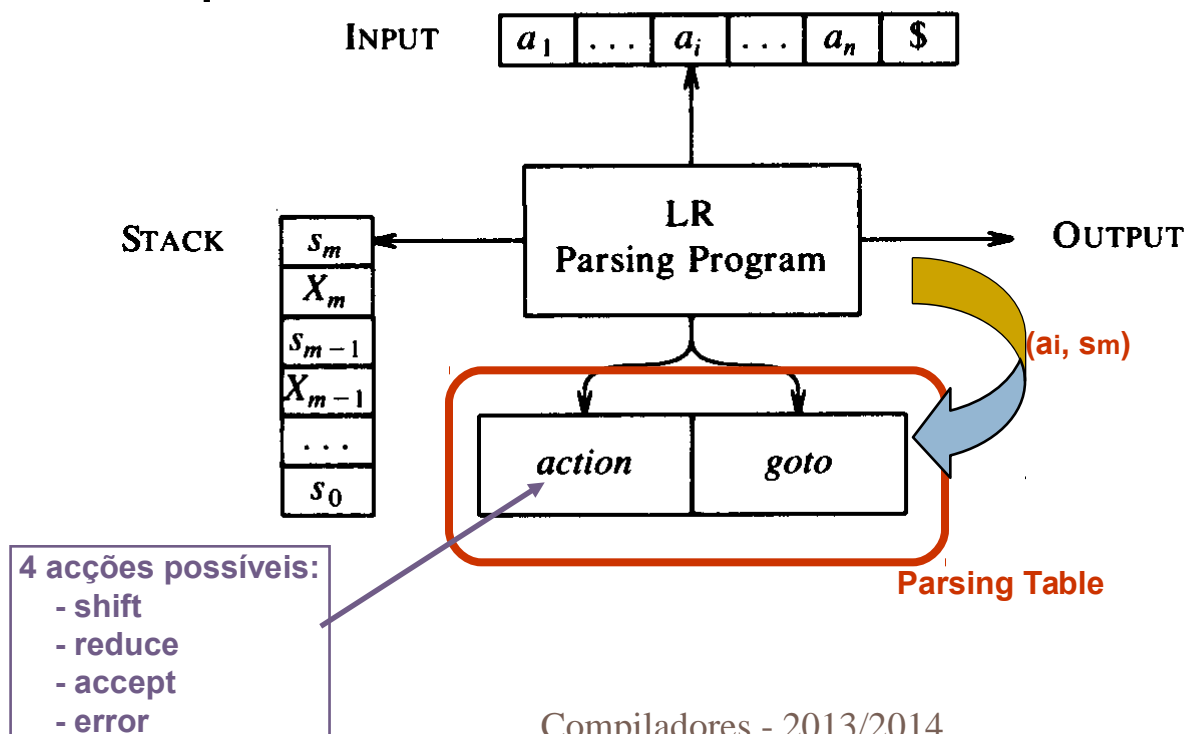 INPUT a1 ... ai ... an $
LR
Parsing Program
STACK
OUTPUT
sm
Xm
sm−1
Xm−1
...
s0
(ai, sm)
action goto
Parsing Table
4 acções possíveis:
- shift
- reduce
- accept
- error
Compiladores - 2013/2014